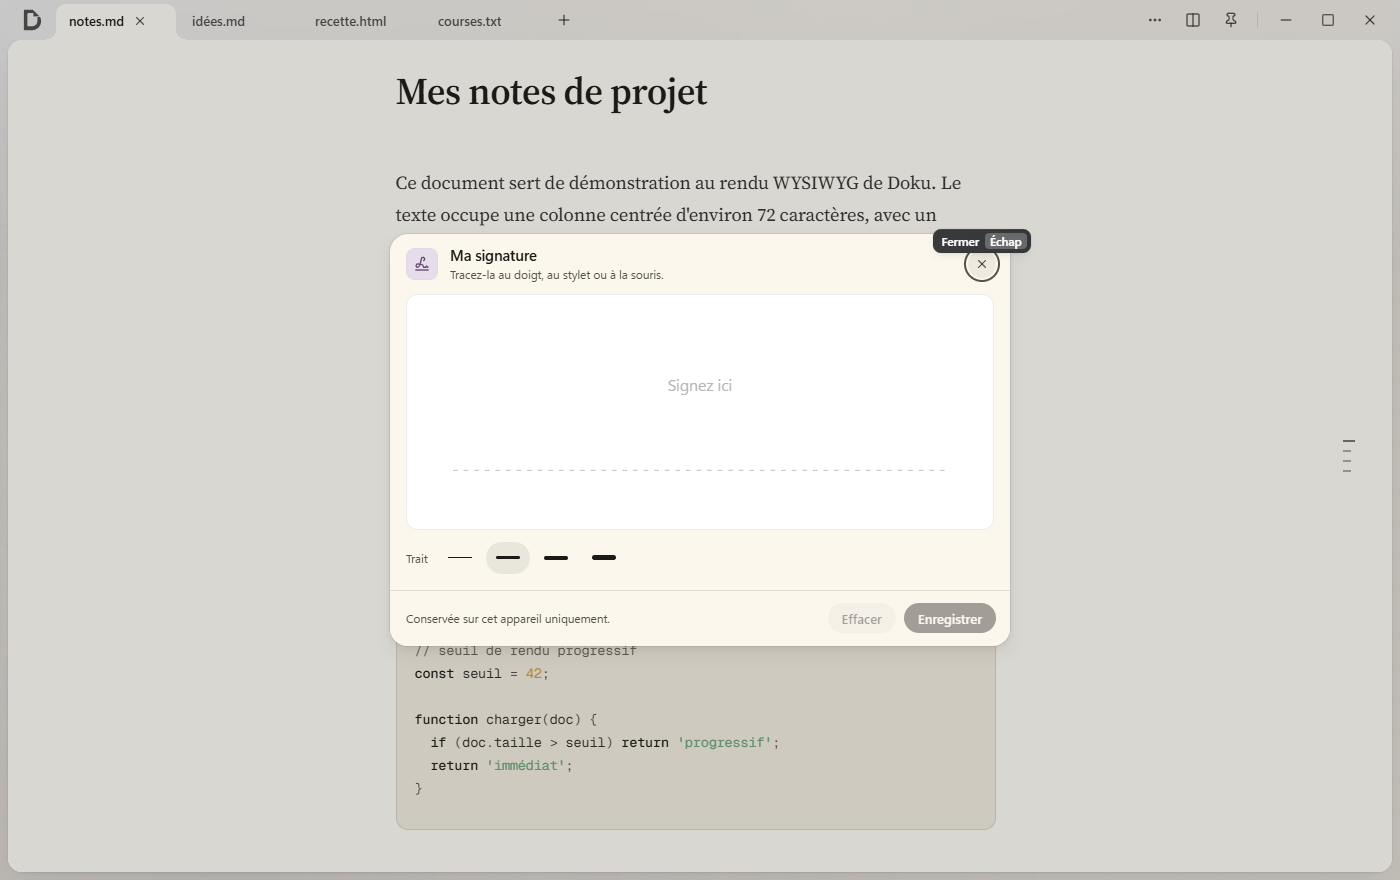 notes.md
idées.md
recette.html
courses.txt
Mes notes de projet
Ce document sert de démonstration au rendu WYSIWYG de Doku. Le
texte occupe une colonne centrée d'environ 72 caractères, avec un
Fermer Échap
Ma signature
Tracez-la au doigt, au stylet ou à la souris.
Signez ici
Trait
Conservée sur cet appareil uniquement.
Effacer
Enregistrer
// seuil de rendu progressif
const seuil = 42;
function charger(doc) {
  if (doc.taille > seuil) return 'progressif';
  return 'immédiat';
}